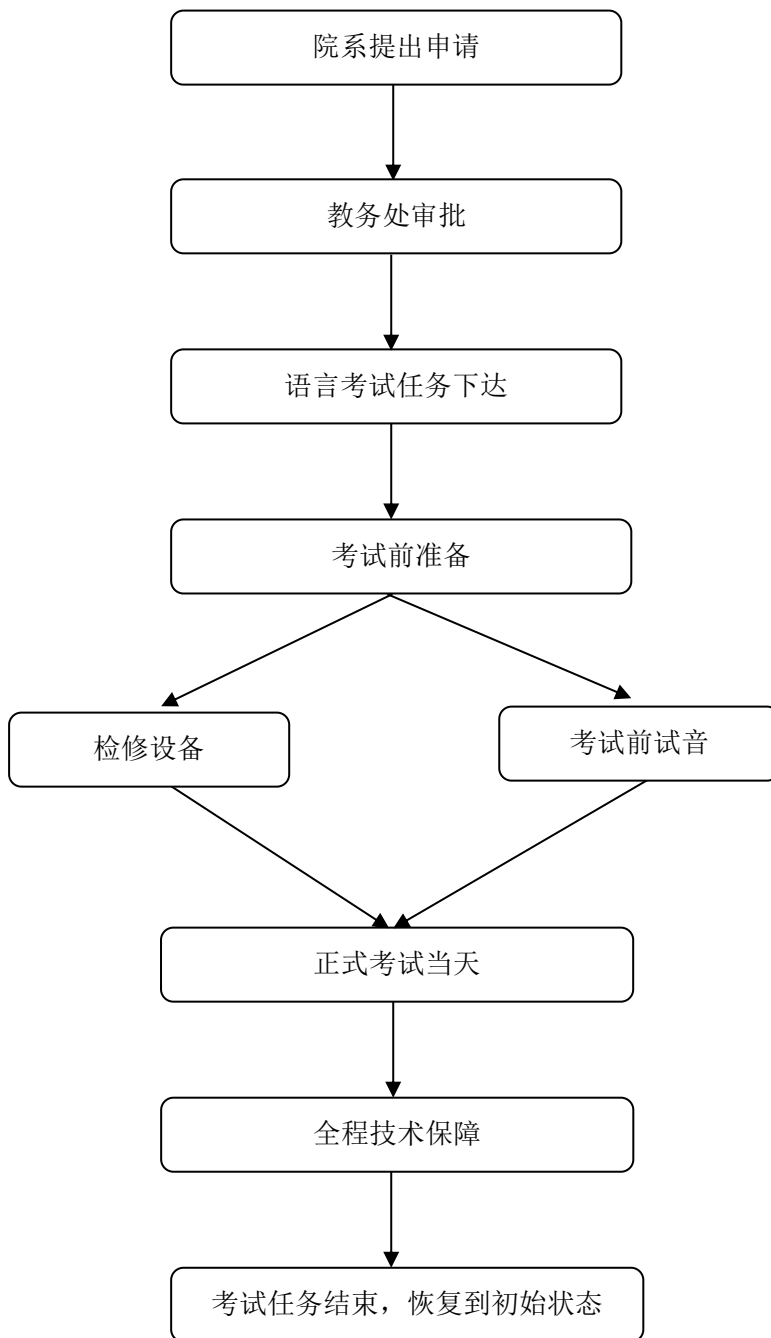 院系提出申请
教务处审批
语言考试任务下达
考试前准备
检修设备
考试前试音
正式考试当天
全程技术保障
考试任务结束，恢复到初始状态